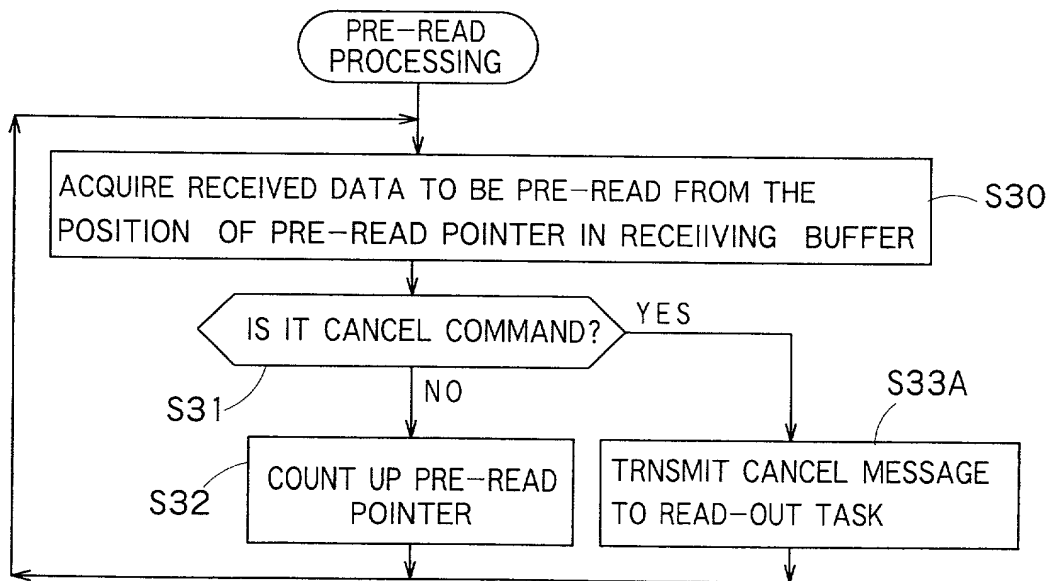 PRE-READ
PROCESSING
ACQUIRE RECEIVED DATA TO BE PRE-READ FROM THE
POSITION OF PRE-READ POINTER IN RECEIIVING BUFFER
S30
IS IT CANCEL COMMAND?
YES
S31
NO
S33A
COUNT UP PRE-READ
POINTER
S32
TRNSMIT CANCEL MESSAGE
TO READ-OUT TASK